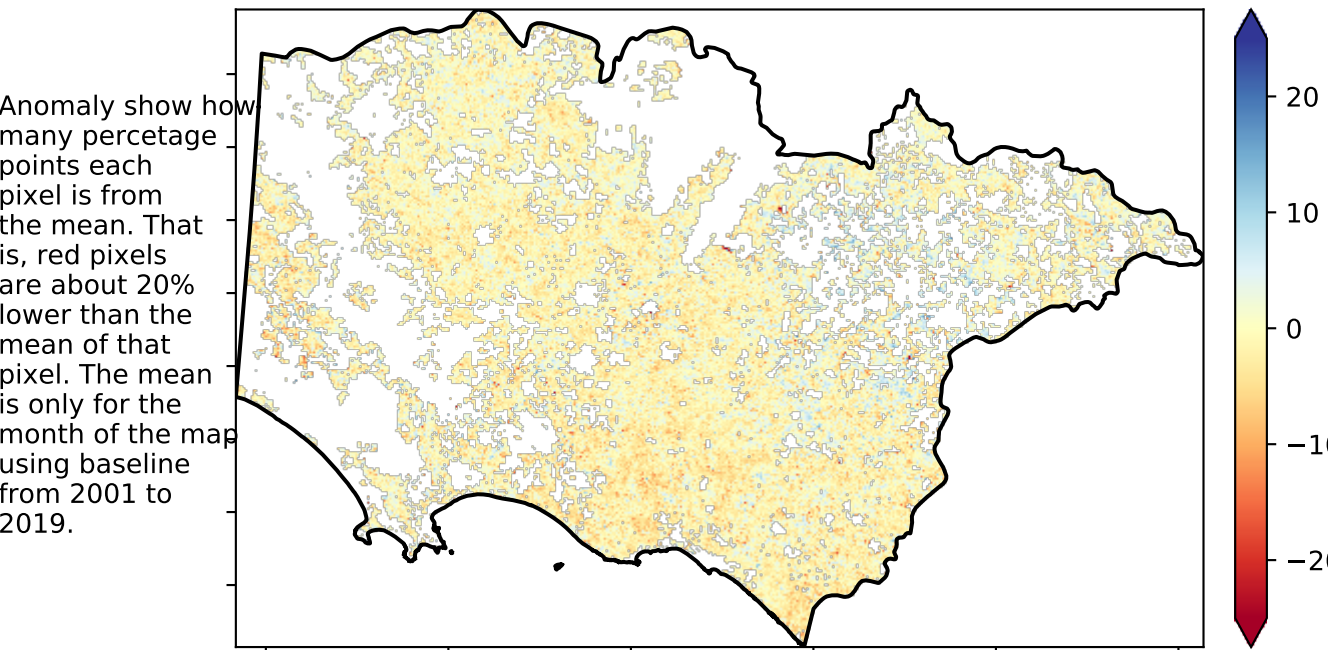 Anomaly show how
many percetage
points each
pixel is from
the mean. That
is, red pixels
are about 20%
lower than the
mean of that
pixel. The mean
is only for the
month of the map
using baseline
from 2001 to
2019.
20
10
0
−10
−20